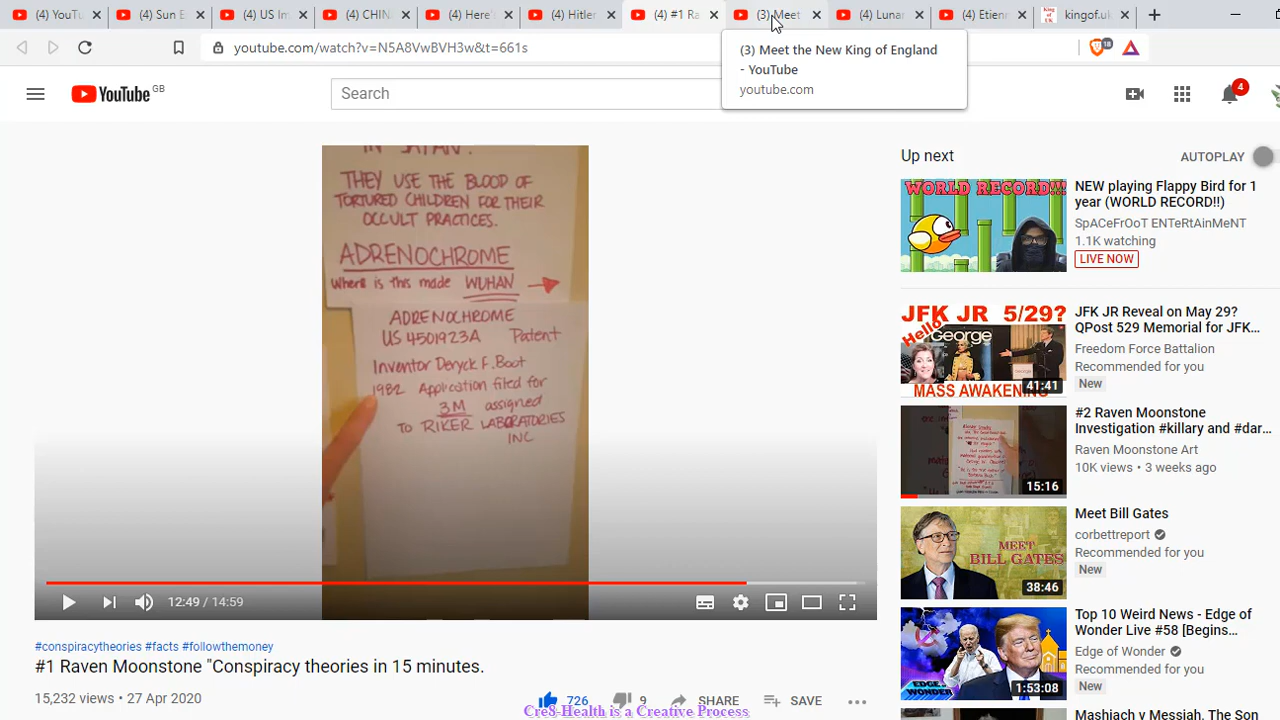 (4) YouT
(4) Sun E
(4) US Im
(4) CHIN
(4) Here's
(4) Hitler
(4) #1 Ra
(3) Meet
(4) Lunar
(4) Etienn
King of UK
kingof.uk
youtube.com/watch?v=N5A8VwBVH3w&t=661s
18
(3) Meet the New King of England
- YouTube
youtube.com
YouTube GB
Search
4
IN SATAN.
THEY USE THE BLOOD OF
TORTURED CHILDREN FOR THEIR
OCCULT PRACTICES.
ADRENOCHROME
Where is this made WUHAN
ADRENOCHROME
US 4501923A Patent
Inventor Deryck F. Boot
1982 Application filed for
3M assigned
TO RIKER LABORATORIES
INC
12:49 / 14:59
#conspiracytheories #facts #followthemoney
#1 Raven Moonstone "Conspiracy theories in 15 minutes.
15,232 views • 27 Apr 2020
726
9
SHARE
SAVE
Cre8-Health is a Creative Process
Up next
AUTOPLAY
WORLD RECORD!!!
NEW playing Flappy Bird for 1
year (WORLD RECORD!!)
SpACeFrOoT ENTeRtAinMeNT
1.1K watching
LIVE NOW
JFK JR 5/29?
Hello
George
MASS AWAKENING
41:41
JFK JR Reveal on May 29?
QPost 529 Memorial for JFK...
Freedom Force Battalion
Recommended for you
New
15:16
#2 Raven Moonstone
Investigation #killary and #dar...
Raven Moonstone Art
10K views • 3 weeks ago
MEET
BILL GATES
38:46
Meet Bill Gates
corbettreport
Recommended for you
New
EDGE OF
WONDER
1:53:08
Top 10 Weird News - Edge of
Wonder Live #58 [Begins...
Edge of Wonder
Recommended for you
New
Mashiach y Messiah, The Son